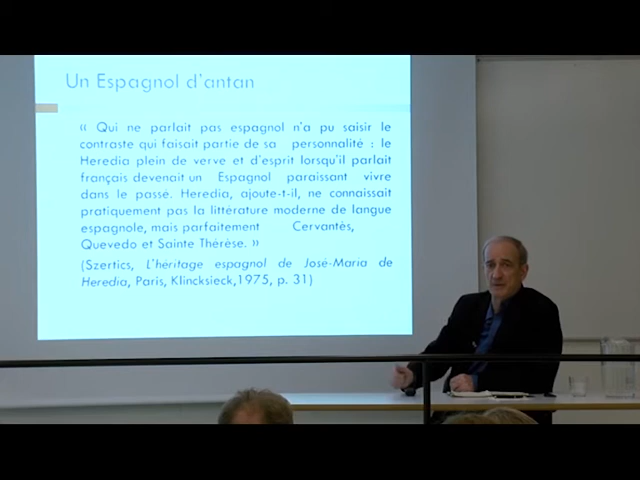 Un Espagnol d'antan
« Qui ne parlait pas espagnol n'a pu saisir le
contraste qui faisait partie de sa personnalité : le
Heredia plein de verve et d'esprit lorsqu'il parlait
français devenait un Espagnol paraissant vivre
dans le passé. Heredia, ajoute-t-il, ne connaissait
pratiquement pas la littérature moderne de langue
espagnole, mais parfaitement Cervantès,
Quevedo et Sainte Thérèse. »
(Szertics, L'héritage espagnol de José-Maria de
Heredia, Paris, Klincksieck,1975, p. 31)